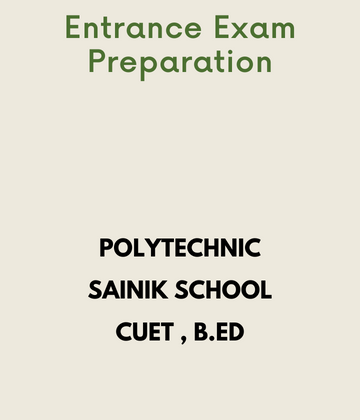 Entrance Exam
Preparation
POLYTECHNIC
SAINIK SCHOOL
CUET , B.ED